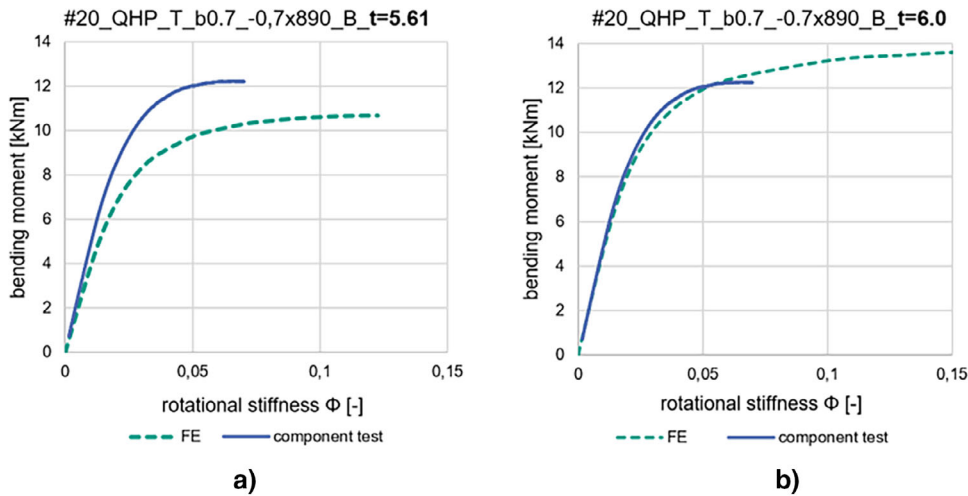 #20_QHP_T_b0.7_-0,7x890_B_t=5.61
14
12
10
8
6
4
2
0
bending moment [kNm]
0 0,05 0,1 0,15
rotational stiffness Φ [-]
FE component test
a)
#20_QHP_T_b0.7_-0.7x890_B_t=6.0
14
12
10
8
6
4
2
0
bending moment [kNm]
0 0,05 0,1 0,15
rotational stiffness Φ [-]
FE component test
b)